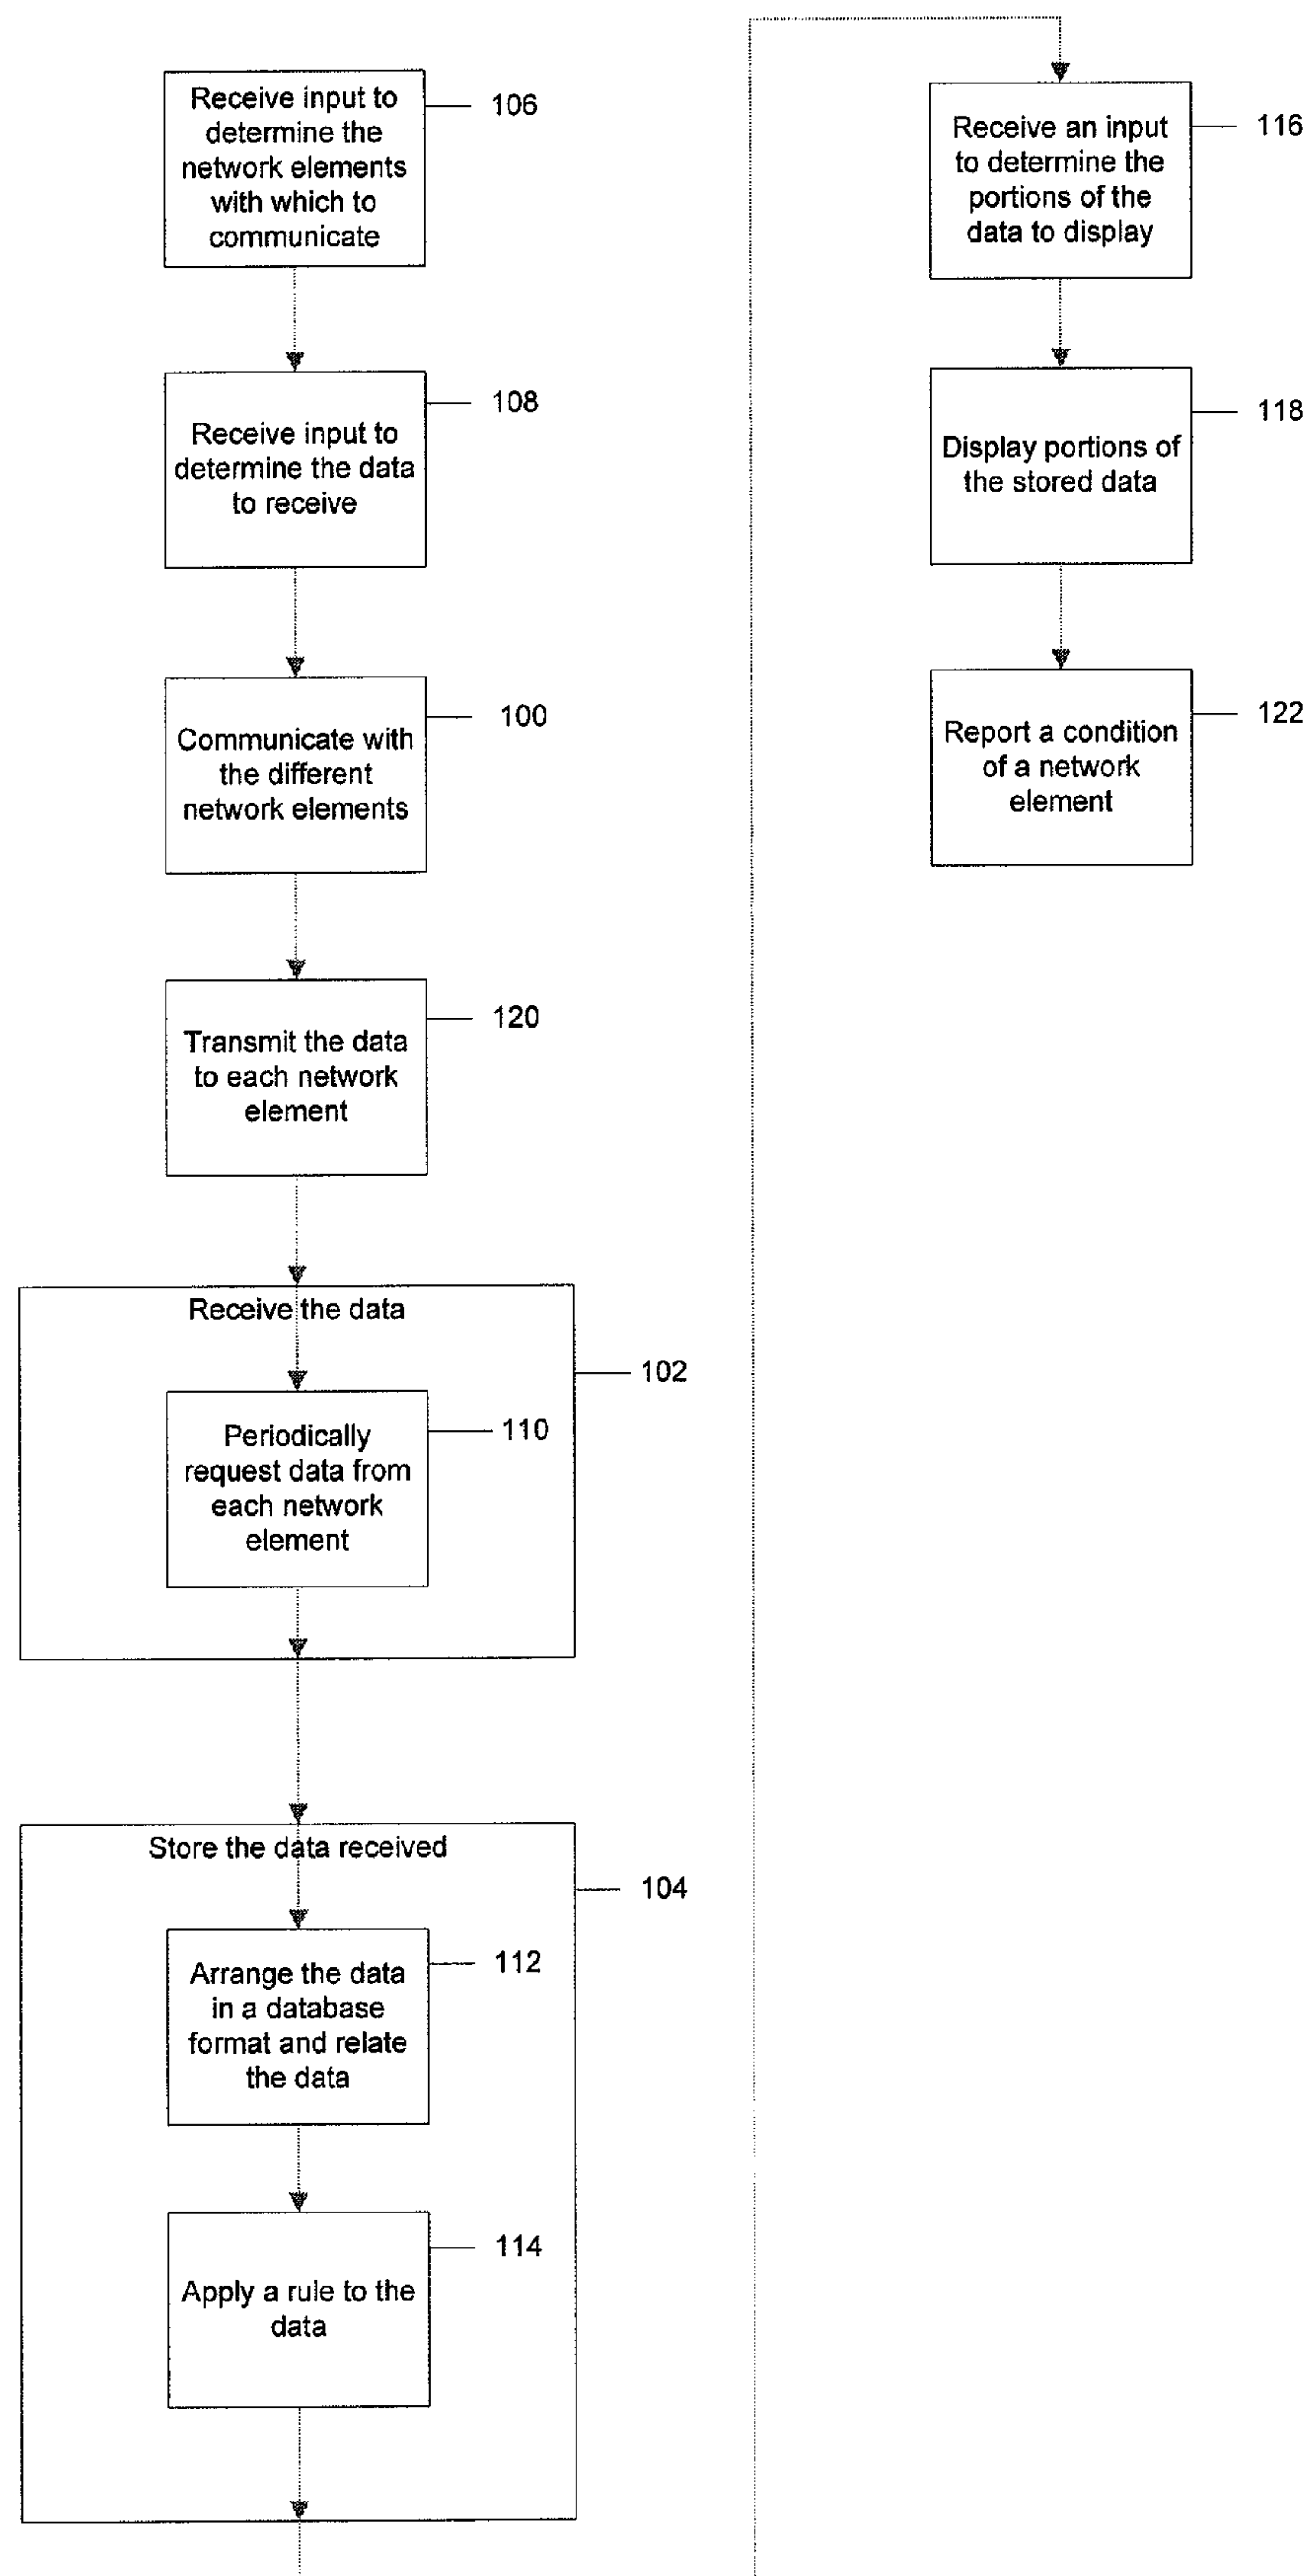 Receive input to
determine the
network elements
with which to
communicate
106
Receive input to
determine the data
to receive
108
Communicate with
the different
network elements
100
Transmit the data
to each network
element
120
Receive the data
102
Periodically
request data from
each network
element
110
Store the data received
104
Arrange the data
in a database
format and relate
the data
112
Apply a rule to the
data
114
Receive an input
to determine the
portions of the
data to display
116
Display portions of
the stored data
118
Report a condition
of a network
element
122